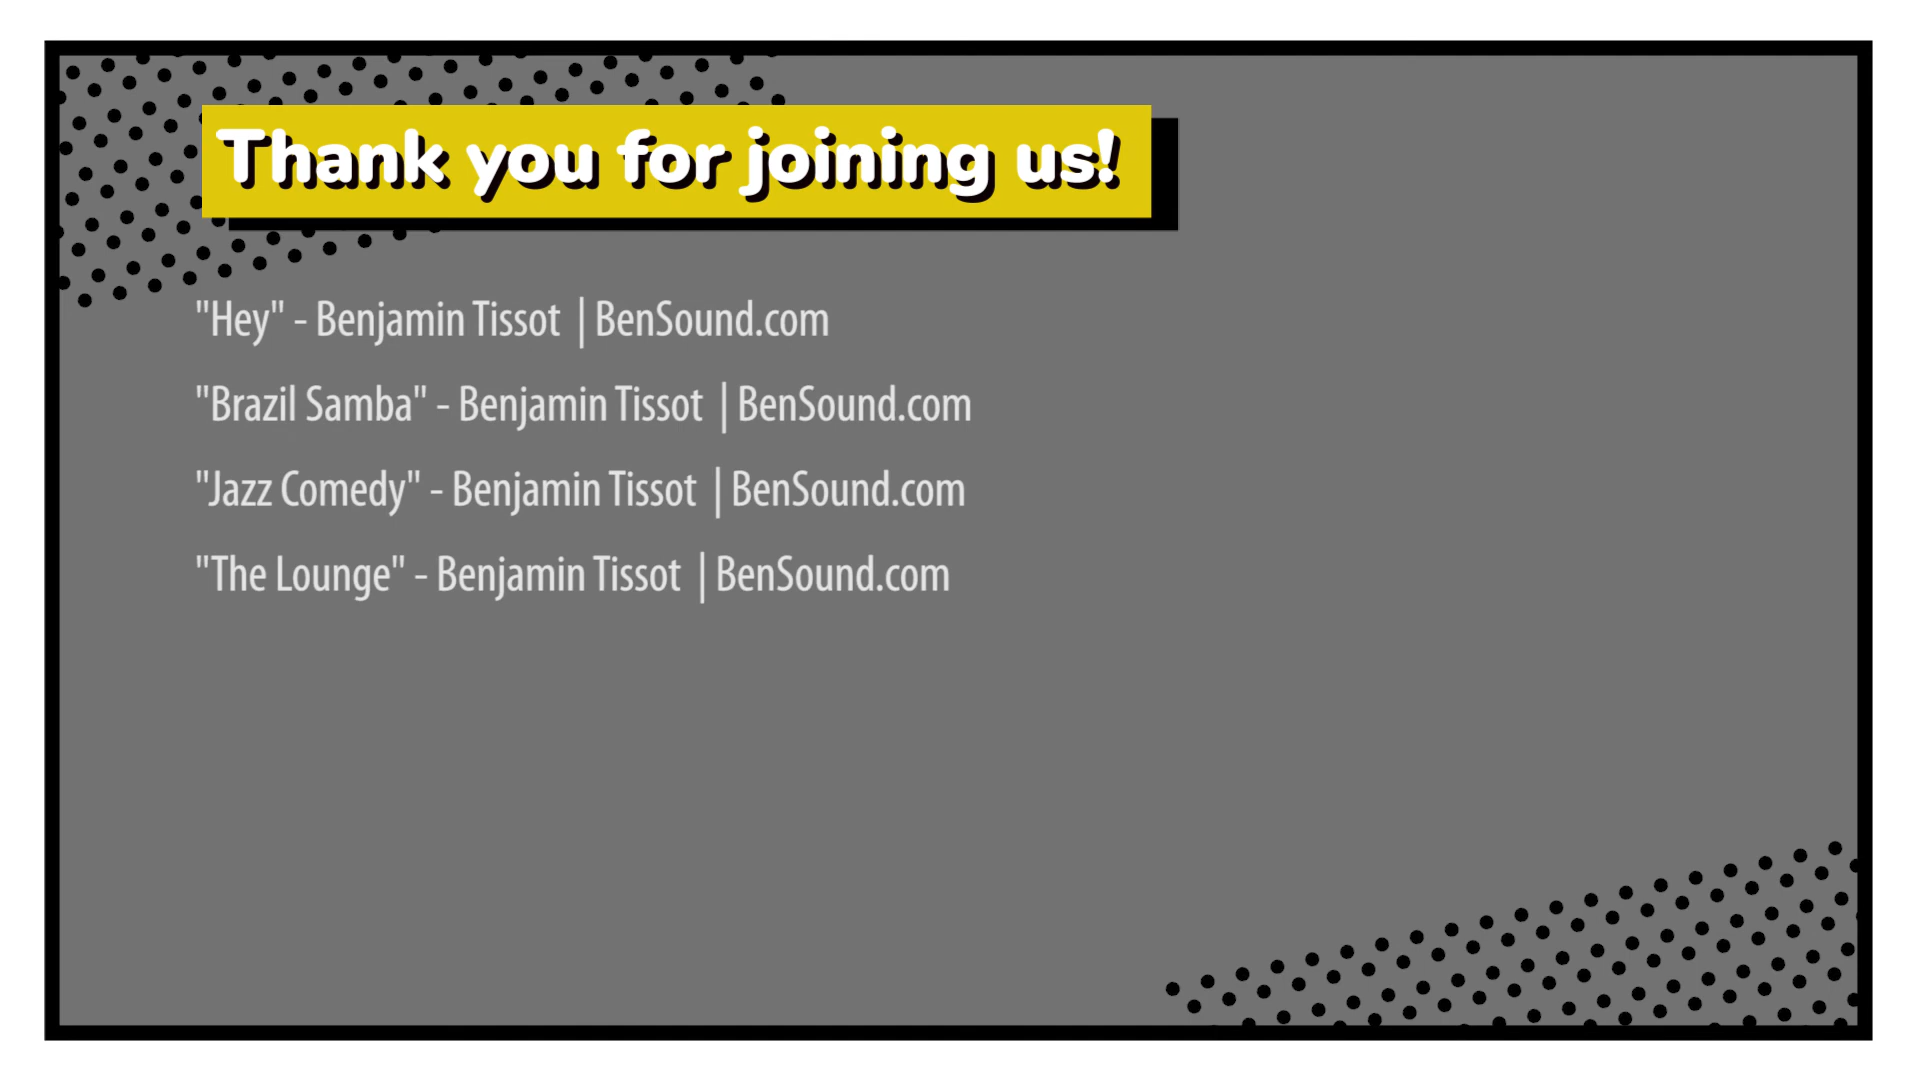 Thank you for joining us!
"Hey" - Benjamin Tissot | BenSound.com
"Brazil Samba" - Benjamin Tissot | BenSound.com
"Jazz Comedy" - Benjamin Tissot | BenSound.com
"The Lounge" - Benjamin Tissot | BenSound.com